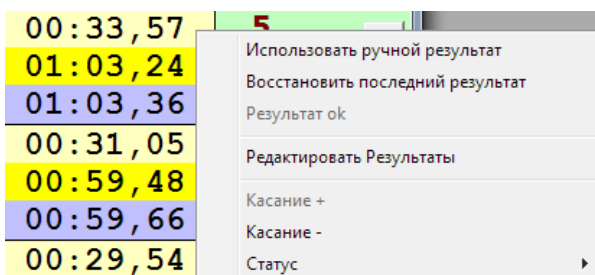 00:33,57 5
01:03,24
01:03,36
00:31,05
00:59,48
00:59,66
00:29,54
Использовать ручной результат
Восстановить последний результат
Результат ok
Редактировать Результаты
Касание +
Касание -
Статус